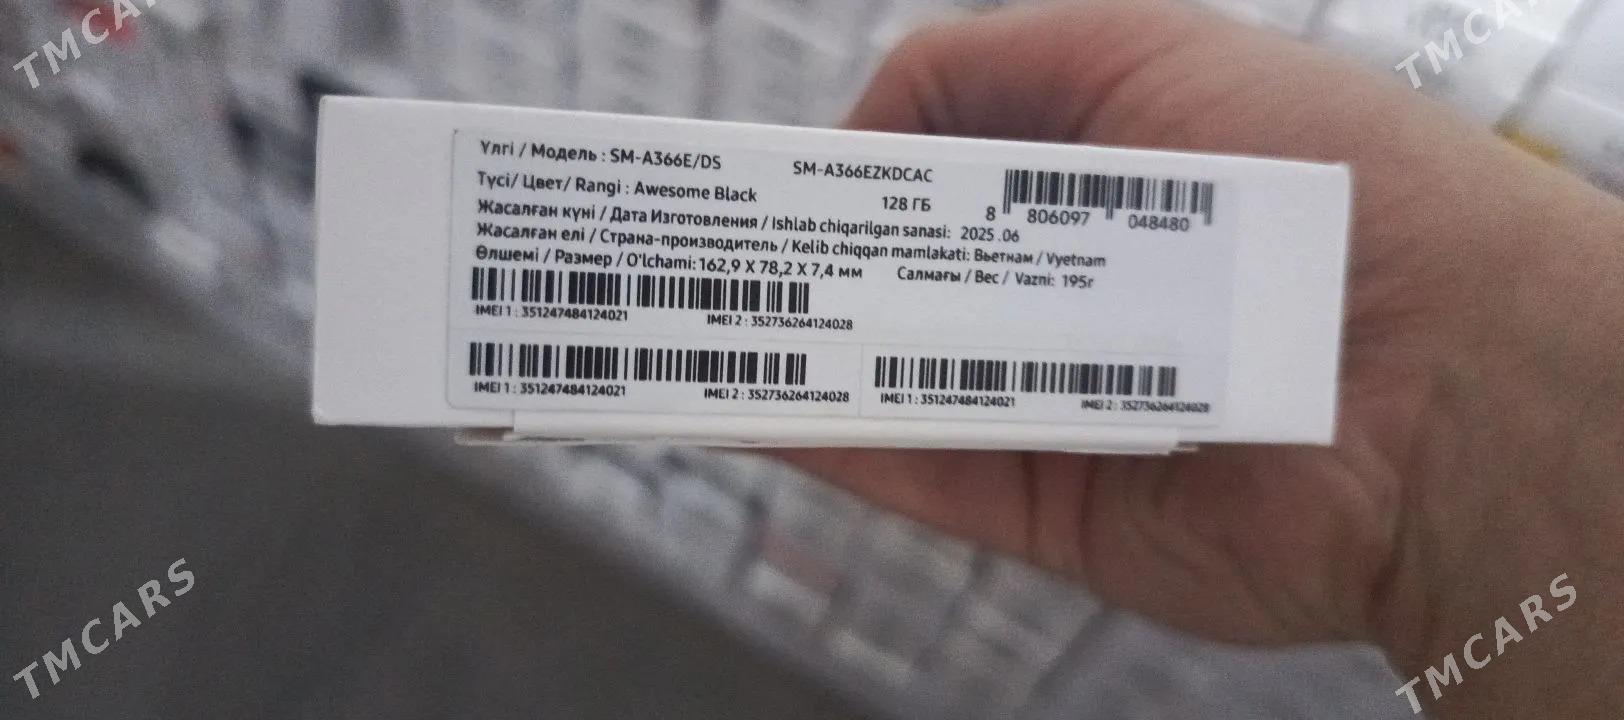 TMCARS
TMCARS
Үлгі / Модель : SM-A366E/DS SM-A366EZKDCAC
Түсі/ Цвет/ Rangi : Awesome Black 128 ГБ
8 806097 048480
Жасалған күні / Дата Изготовления / Ishlab chiqarilgan sanasi: 2025 .06
Жасалған елі / Страна-производитель / Kelib chiqqan mamlakati: Вьетнам / Vyetnam
Өлшемі / Размер / O'lchami: 162,9 X 78,2 X 7,4 мм Салмағы / Вес / Vazni: 195г
IMEI 1 : 351247484124021 IMEI 2 : 352736264124028
IMEI 1 : 351247484124021 IMEI 2 : 352736264124028
IMEI 1 : 351247484124021 IMEI 2 : 352736264124028
TMCARS
TMCARS